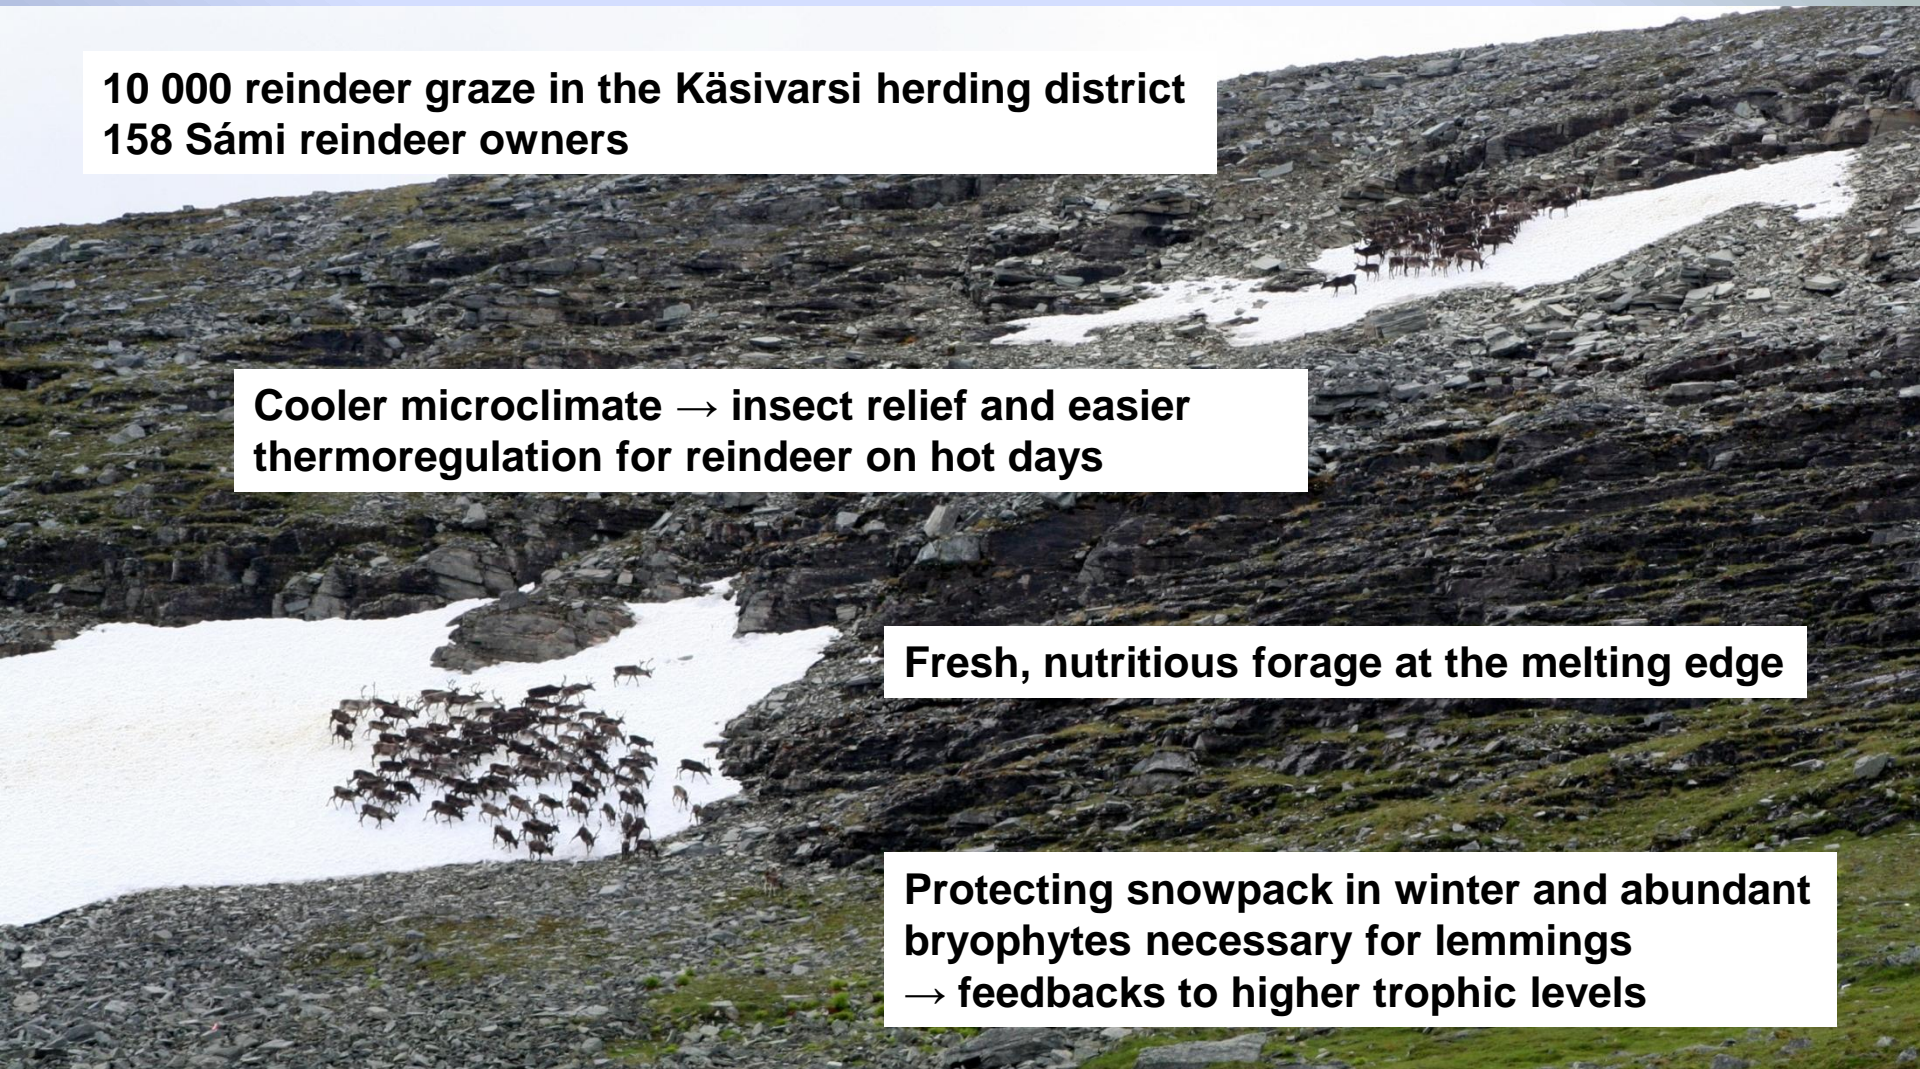 10 000 reindeer graze in the Käsivarsi herding district
158 Sámi reindeer owners
Cooler microclimate → insect relief and easier
thermoregulation for reindeer on hot days
Fresh, nutritious forage at the melting edge
Protecting snowpack in winter and abundant
bryophytes necessary for lemmings
→ feedbacks to higher trophic levels